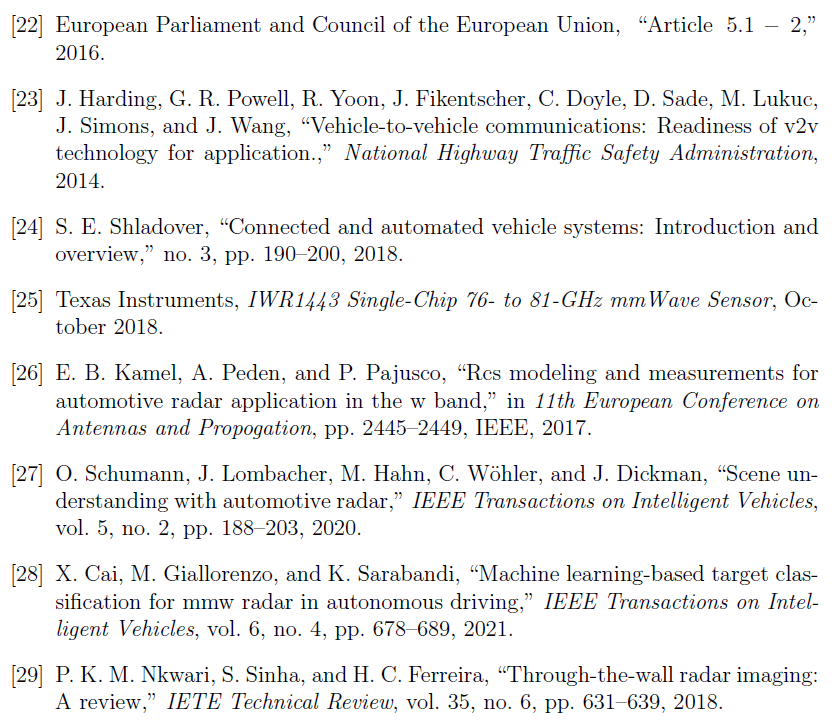 [22] European Parliament and Council of the European Union, “Article 5.1 − 2,”
2016.
[23] J. Harding, G. R. Powell, R. Yoon, J. Fikentscher, C. Doyle, D. Sade, M. Lukuc,
J. Simons, and J. Wang, “Vehicle-to-vehicle communications: Readiness of v2v
technology for application.,” National Highway Traffic Safety Administration,
2014.
[24] S. E. Shladover, “Connected and automated vehicle systems: Introduction and
overview,” no. 3, pp. 190–200, 2018.
[25] Texas Instruments, IWR1443 Single-Chip 76- to 81-GHz mmWave Sensor, Oc-
tober 2018.
[26] E. B. Kamel, A. Peden, and P. Pajusco, “Rcs modeling and measurements for
automotive radar application in the w band,” in 11th European Conference on
Antennas and Propogation, pp. 2445–2449, IEEE, 2017.
[27] O. Schumann, J. Lombacher, M. Hahn, C. Wöhler, and J. Dickman, “Scene un-
derstanding with automotive radar,” IEEE Transactions on Intelligent Vehicles,
vol. 5, no. 2, pp. 188–203, 2020.
[28] X. Cai, M. Giallorenzo, and K. Sarabandi, “Machine learning-based target clas-
sification for mmw radar in autonomous driving,” IEEE Transactions on Intel-
ligent Vehicles, vol. 6, no. 4, pp. 678–689, 2021.
[29] P. K. M. Nkwari, S. Sinha, and H. C. Ferreira, “Through-the-wall radar imaging:
A review,” IETE Technical Review, vol. 35, no. 6, pp. 631–639, 2018.